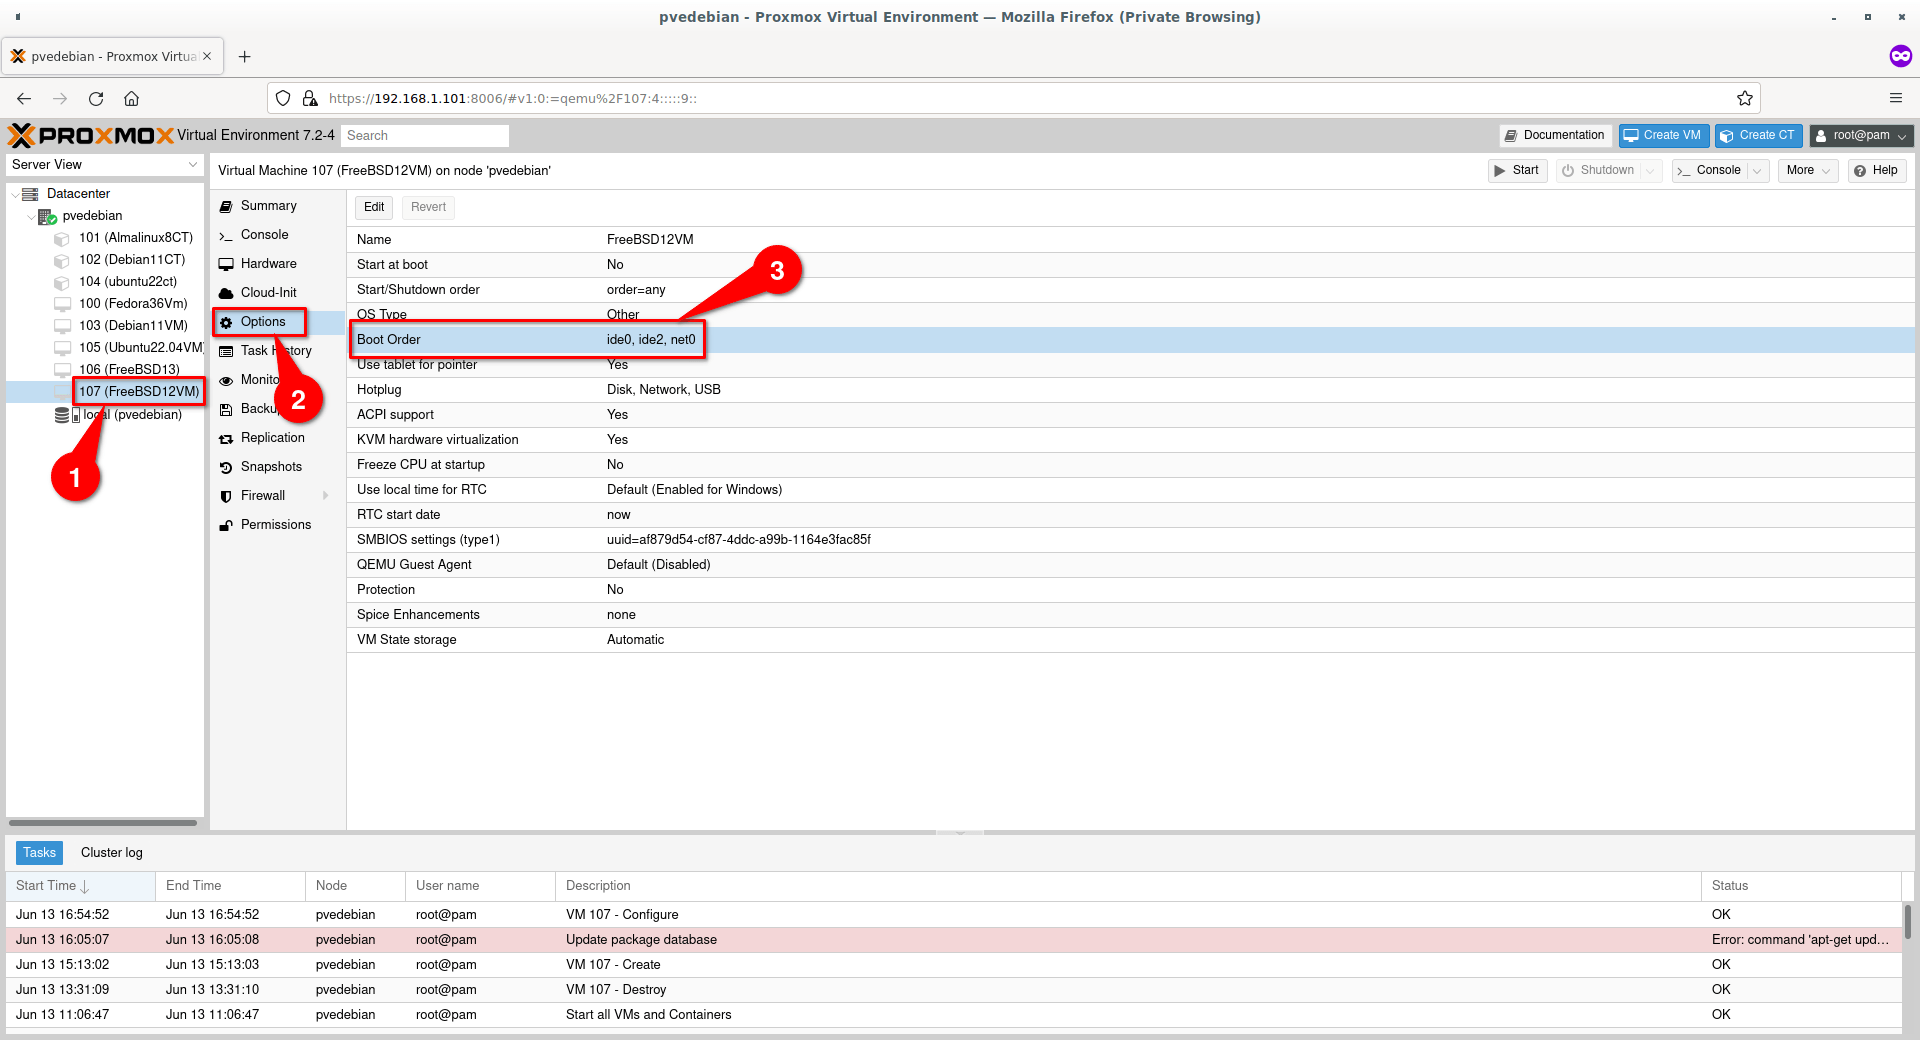 pvedebian - Proxmox Virtual Environment — Mozilla Firefox (Private Browsing)
pvedebian - Proxmox Virtua
https://192.168.1.101:8006/#v1:0:=qemu%2F107:4:::::9::
PROXMOX Virtual Environment 7.2-4 Search Documentation Create VM Create CT root@pam
Server View
Virtual Machine 107 (FreeBSD12VM) on node 'pvedebian' Start Shutdown Console More Help
Datacenter
pvedebian
101 (Almalinux8CT)
102 (Debian11CT)
104 (ubuntu22ct)
100 (Fedora36Vm)
103 (Debian11VM)
105 (Ubuntu22.04VM)
106 (FreeBSD13)
107 (FreeBSD12VM)
local (pvedebian)
1
Summary
Console
Hardware
Cloud-Init
Options
Task History
Monito
Backu
2
Replication
Snapshots
Firewall
Permissions
Edit Revert
Name FreeBSD12VM
Start at boot No
3
Start/Shutdown order order=any
OS Type Other
Boot Order ide0, ide2, net0
Use tablet for pointer Yes
Hotplug Disk, Network, USB
ACPI support Yes
KVM hardware virtualization Yes
Freeze CPU at startup No
Use local time for RTC Default (Enabled for Windows)
RTC start date now
SMBIOS settings (type1) uuid=af879d54-cf87-4ddc-a99b-1164e3fac85f
QEMU Guest Agent Default (Disabled)
Protection No
Spice Enhancements none
VM State storage Automatic
Tasks Cluster log
Start Time End Time Node User name Description Status
Jun 13 16:54:52 Jun 13 16:54:52 pvedebian root@pam VM 107 - Configure OK
Jun 13 16:05:07 Jun 13 16:05:08 pvedebian root@pam Update package database Error: command 'apt-get upd...
Jun 13 15:13:02 Jun 13 15:13:03 pvedebian root@pam VM 107 - Create OK
Jun 13 13:31:09 Jun 13 13:31:10 pvedebian root@pam VM 107 - Destroy OK
Jun 13 11:06:47 Jun 13 11:06:47 pvedebian root@pam Start all VMs and Containers OK